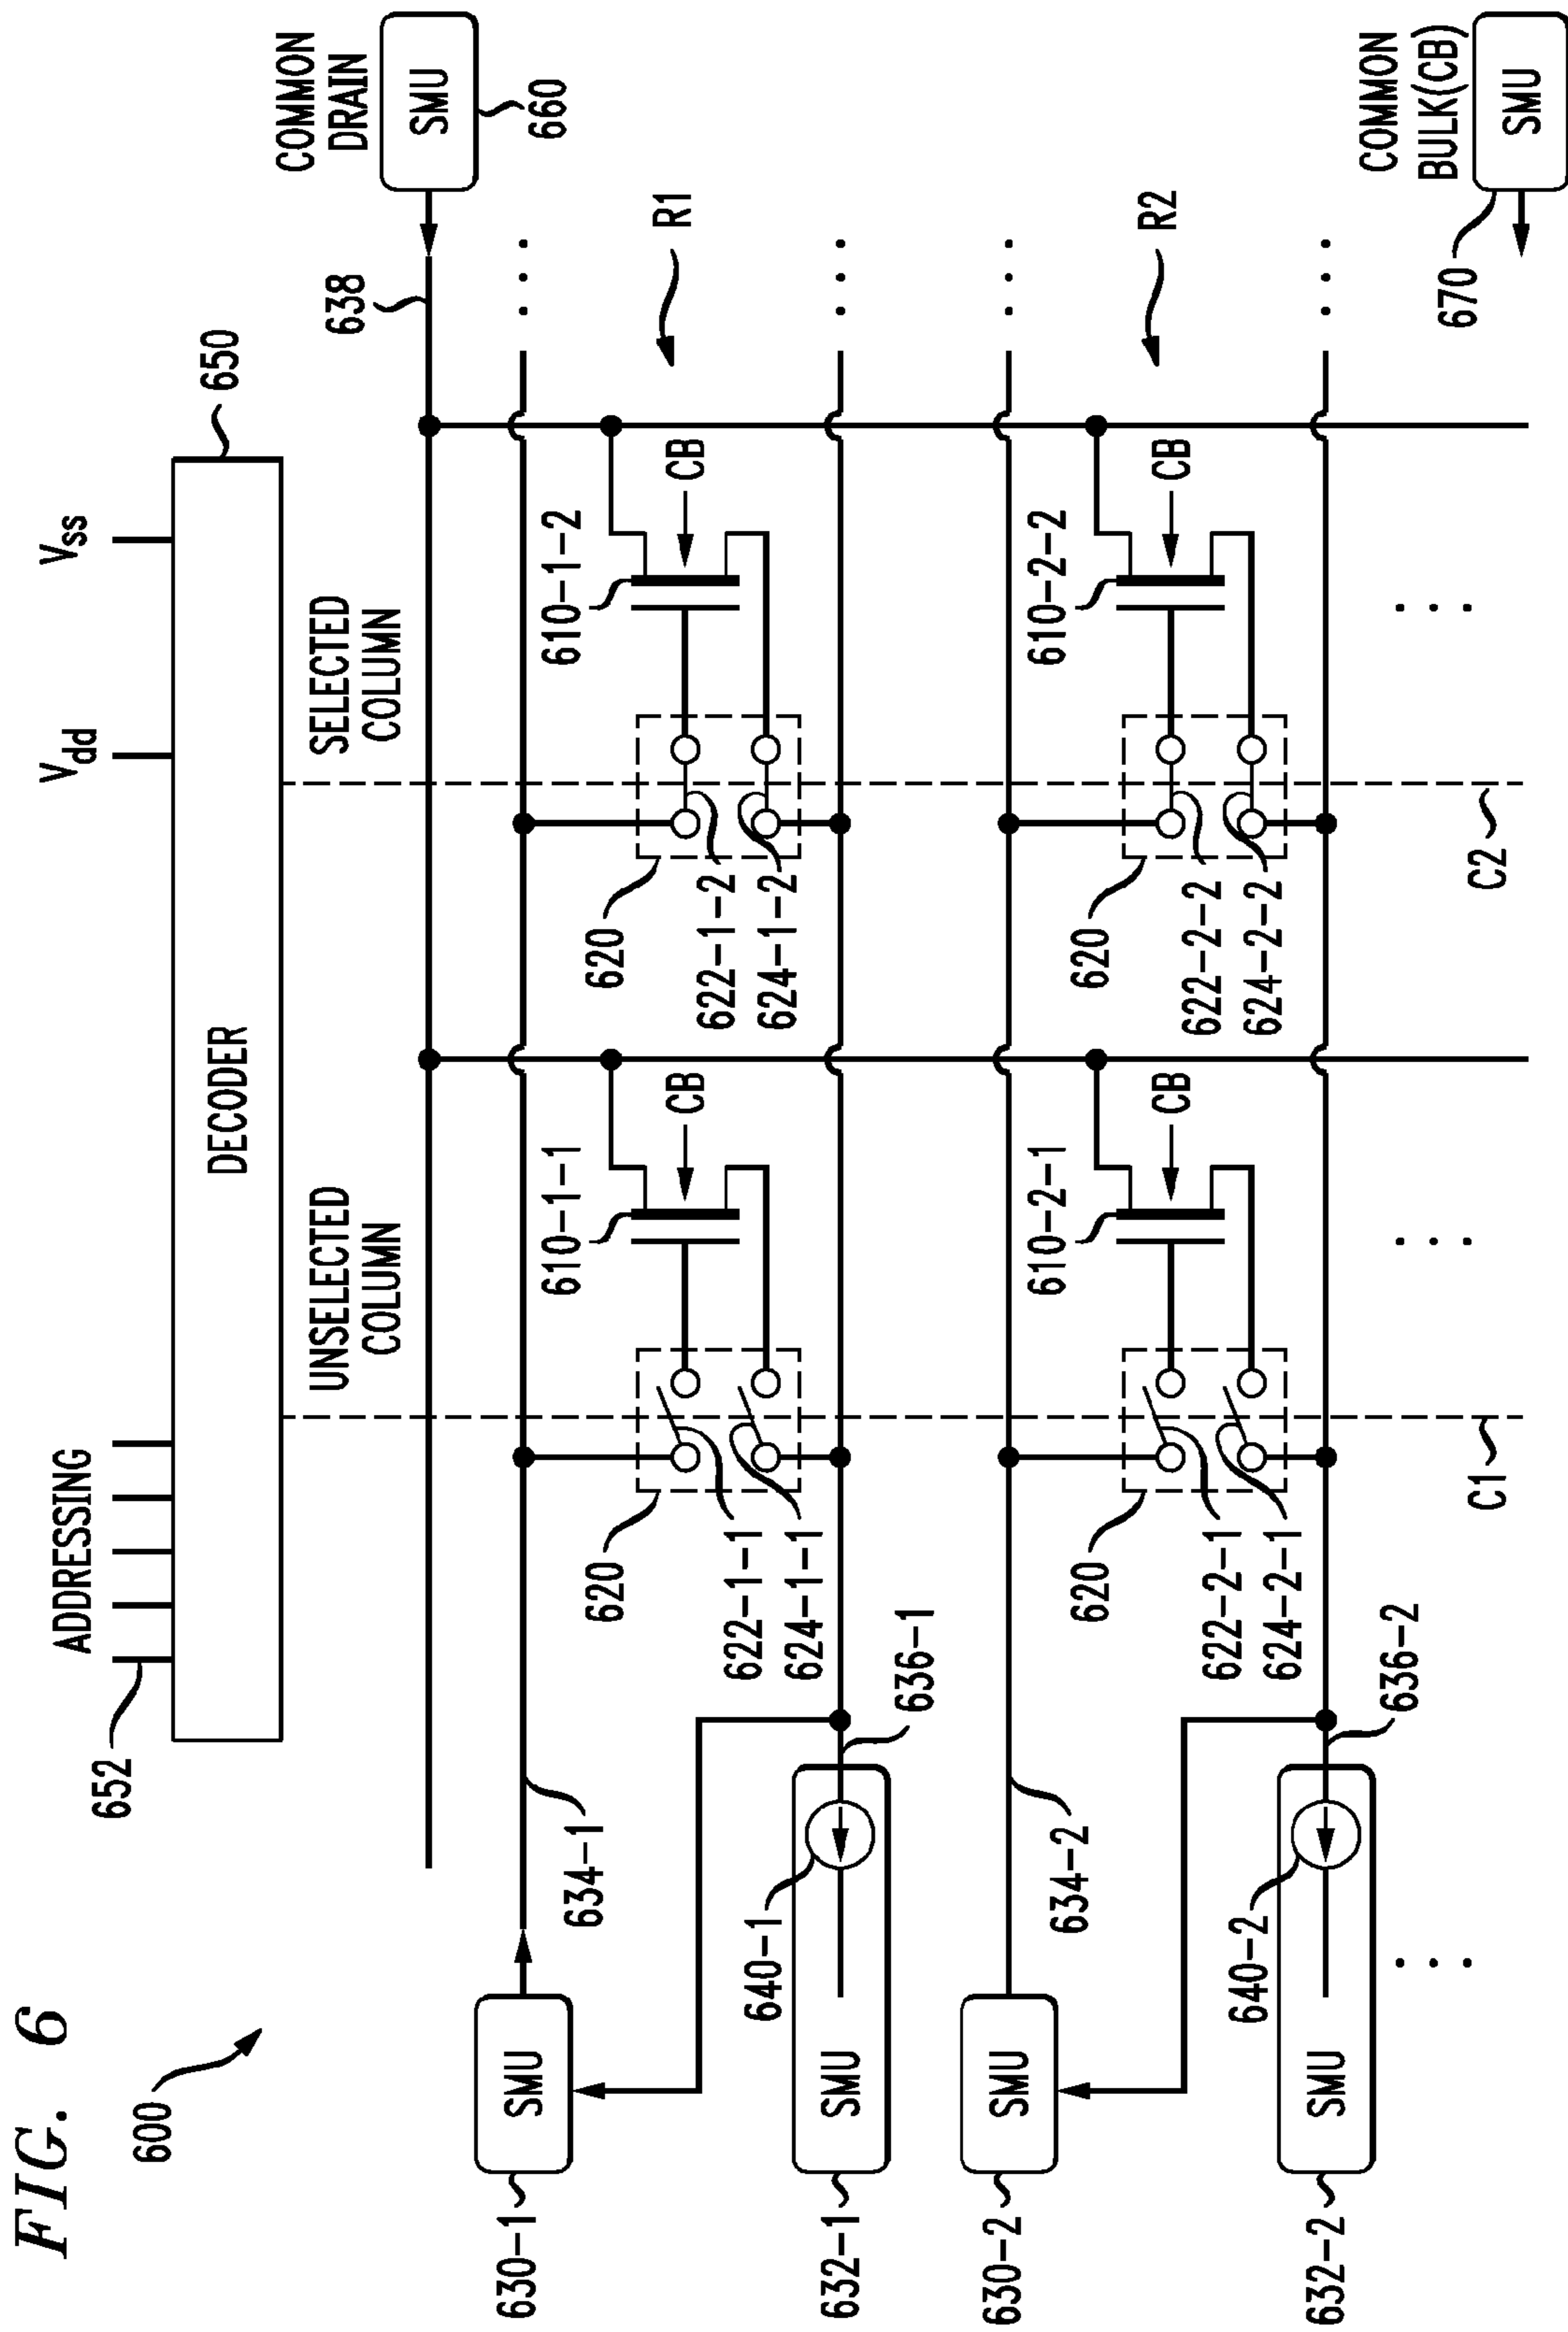 FIG. 6
600
ADDRESSING
652
Vdd
Vss
DECODER
650
UNSELECTED
COLUMN
SELECTED
COLUMN
COMMON
DRAIN
SMU
660
638
630-1
SMU
634-1
610-1-1
CB
610-1-2
CB
R1
620
622-1-1
624-1-1
620
622-1-2
624-1-2
632-1
SMU
640-1
636-1
630-2
SMU
634-2
610-2-1
CB
610-2-2
CB
R2
620
622-2-1
624-2-1
620
622-2-2
624-2-2
632-2
SMU
640-2
636-2
C1
C2
COMMON
BULK(CB)
SMU
670